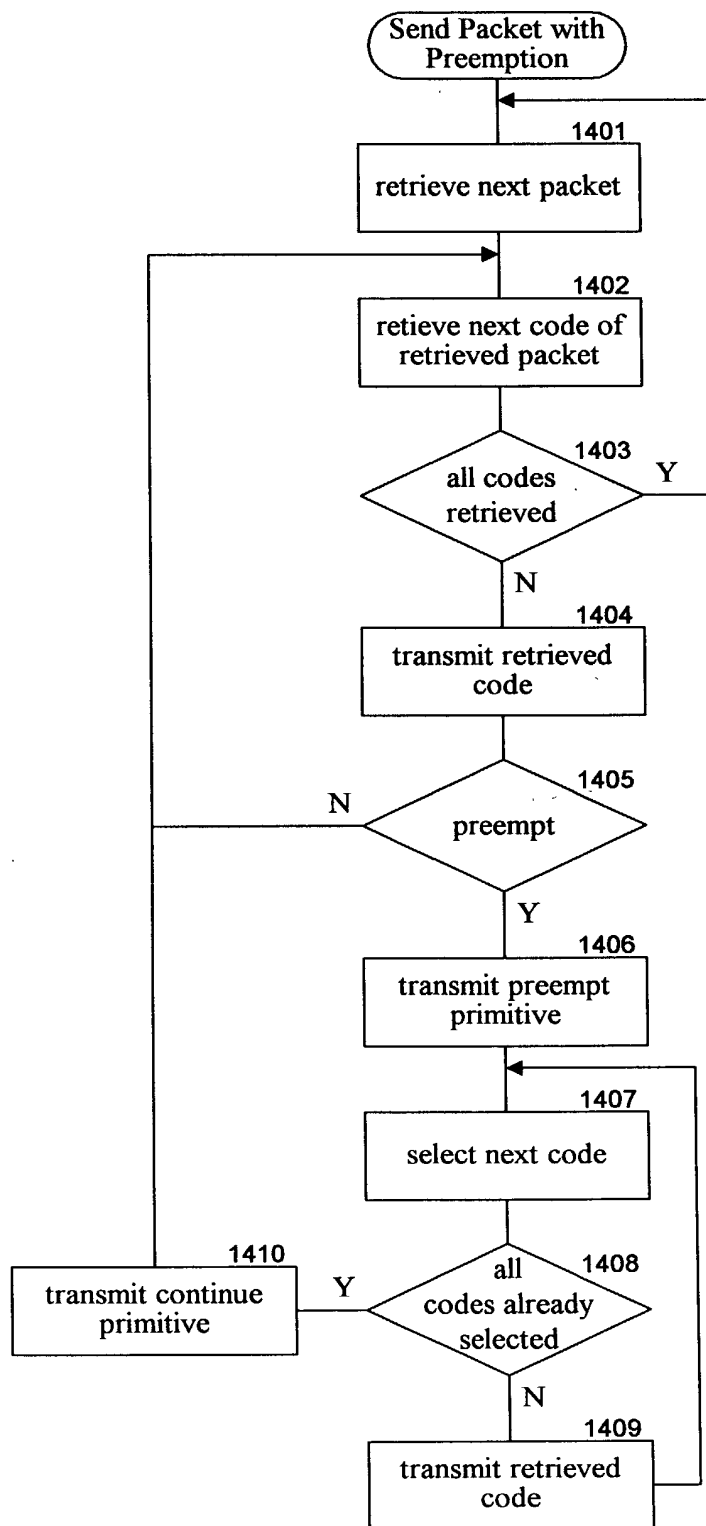 Send Packet with
Preemption
1401
retrieve next packet
1402
retieve next code of
retrieved packet
1403
all codes
retrieved
Y
N
1404
transmit retrieved
code
1405
preempt
N
Y
1406
transmit preempt
primitive
1407
select next code
1408
all
codes already
selected
Y
1410
transmit continue
primitive
N
1409
transmit retrieved
code